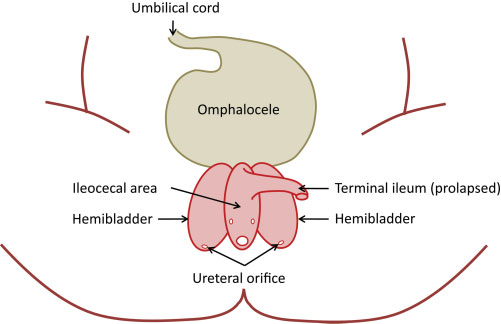 Umbilical cord
Omphalocele
Ileocecal area
Terminal ileum (prolapsed)
Hemibladder
Hemibladder
Ureteral orifice